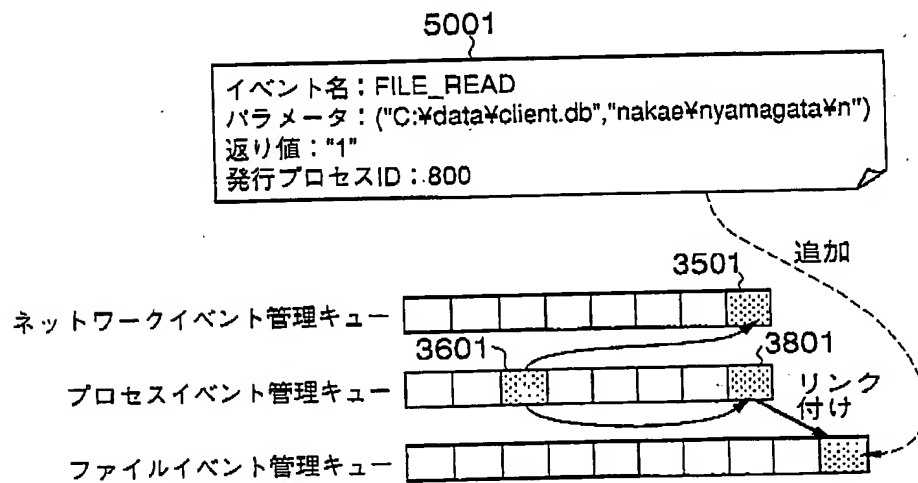 5001
イベント名：FILE_READ
パラメータ：("C:¥data¥client.db","nakae¥nyamagata¥n")
返り値："1"
発行プロセスID：800
追加
3501
ネットワークイベント管理キュー
3601
3801
プロセスイベント管理キュー
リンク
付け
ファイルイベント管理キュー